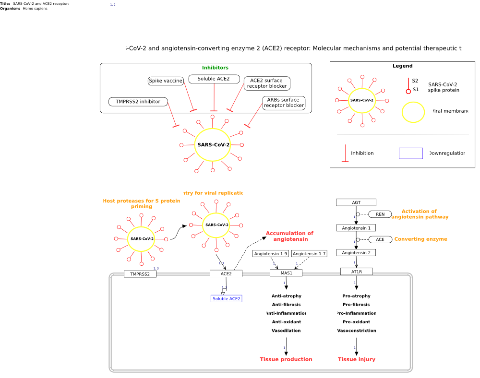 Title: SARS-CoV-2 and ACE2 receptor
Organism: Homo sapiens
-CoV-2 and angiotensin-converting enzyme 2 (ACE2) receptor: Molecular mechanisms and potential therapeutic t
Inhibitors
Spike vaccine
Soluble ACE2
ACE2 surface
receptor blocker
TMPRSS2 inhibitor
ARBs surface
receptor blocker
SARS-CoV-2
Legend
SARS-CoV-2
S2
S1
SARS-CoV-2
spike protein
Viral membrane
Inhibition
Downregulation
Host proteases for S protein
priming
ntry for viral replicatio
SARS-CoV-2
SARS-CoV-2
Accumulation of
angiotensin
Angiotensin 1-9
Angiotensin 1-7
AGT
REN
Activation of
angiotensin pathway
Angiotensin 1
ACE
Converting enzyme
Angiotensin 2
TMPRSS2
ACE2
MAS1
AT1R
Soluble ACE2
Anti-atrophy
Anti-fibrosis
Anti-inflammation
Anti-oxidant
Vasodilation
Pro-atrophy
Pro-fibrosis
Pro-inflammation
Pro-oxidant
Vasoconstriction
Tissue production
Tissue injury